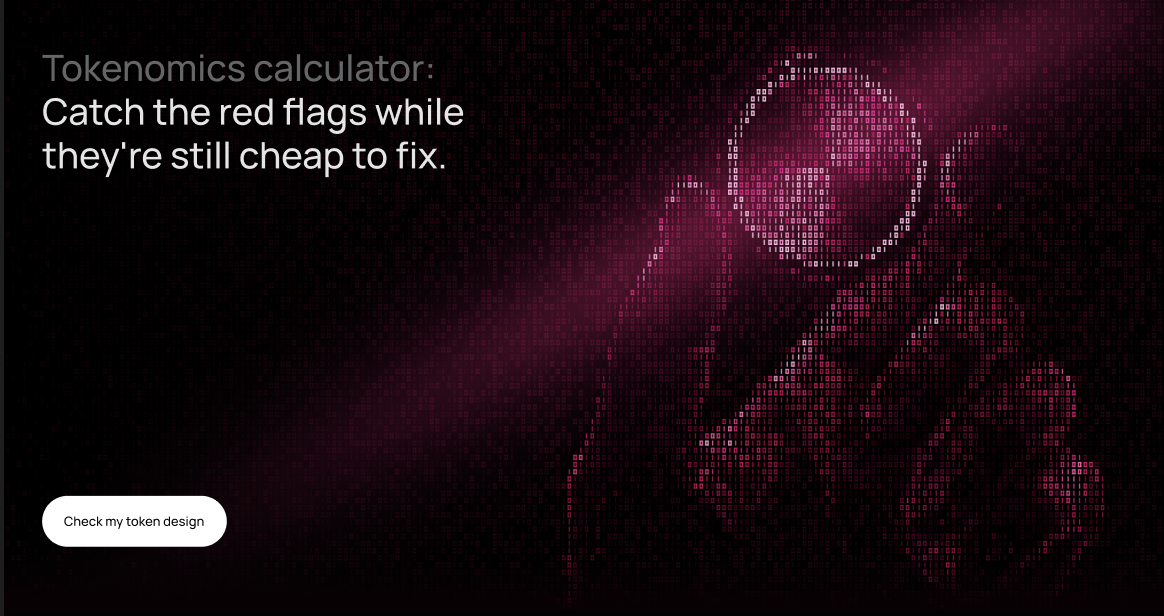 Tokenomics calculator:
Catch the red flags while
they're still cheap to fix.
Check my token design